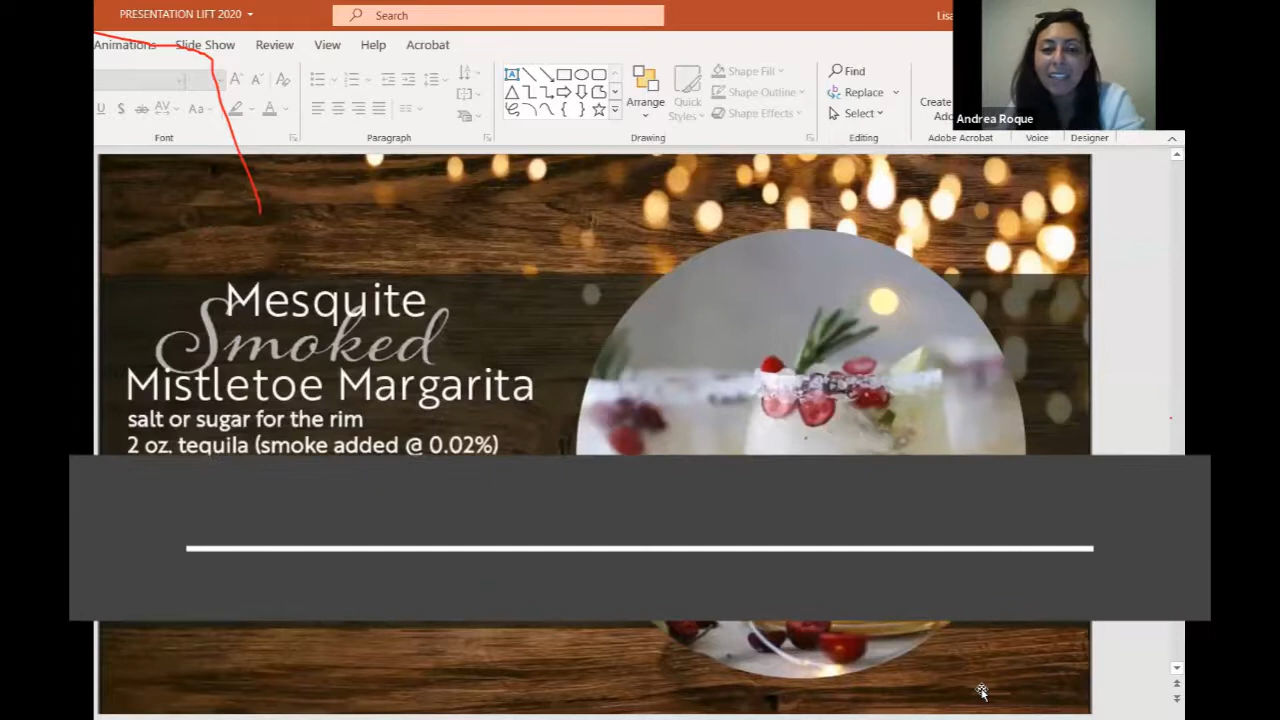 PRESENTATION LIFT 2020
Search
Lisa
Animations Slide Show Review View Help Acrobat
Shape Fill
Find
Shape Outline
Replace
Aa
Arrange Quick
Create
Styles
Shape Effects
Select
Andrea Roque
Font Paragraph Drawing Editing Adobe Acrobat Voice Designer
Mesquite
Smoked
Mistletoe Margarita
salt or sugar for the rim
2 oz. tequila (smoke added @ 0.02%)